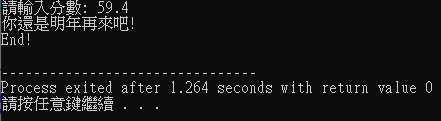 請輸入分數: 59.4
你還是明年再來吧!
End!
--------------------------------
Process exited after 1.264 seconds with return value 0
請按任意鍵繼續 . . .